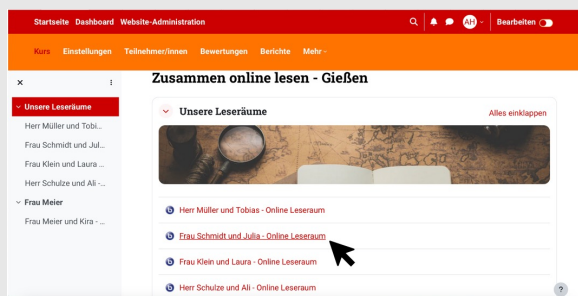 Startseite Dashboard Website-Administration AH Bearbeiten
Kurs Einstellungen Teilnehmer/innen Bewertungen Berichte Mehr
Zusammen online lesen - Gießen
Unsere Leseräume
Herr Müller und Tobi...
Frau Schmidt und Jul...
Frau Klein und Laura ...
Herr Schulze und Ali -...
Frau Meier
Frau Meier und Kira - ...
Unsere Leseräume Alles einklappen
Herr Müller und Tobias - Online Leseraum
Frau Schmidt und Julia - Online Leseraum
Frau Klein und Laura - Online Leseraum
Herr Schulze und Ali - Online Leseraum
?